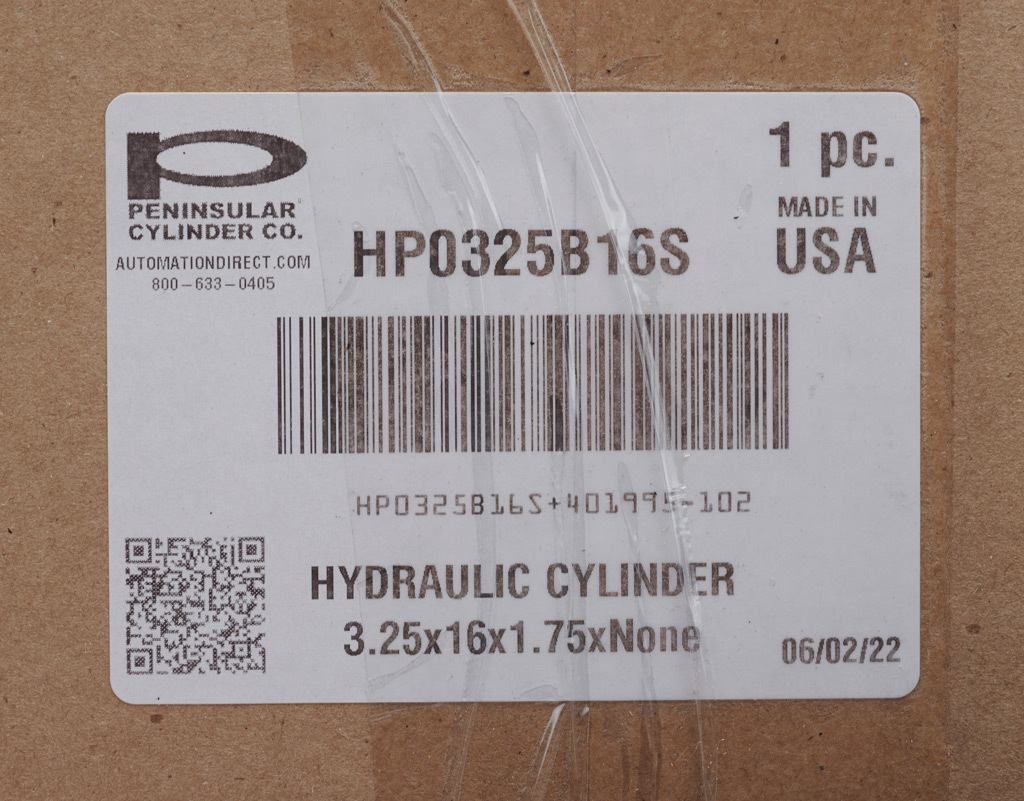 PENINSULAR
CYLINDER CO.
AUTOMATIONDIRECT.COM
800-633-0405
1 pc.
MADE IN
USA
HP0325B16S
HP0325B16S+401995-102
HYDRAULIC CYLINDER
3.25x16x1.75xNone
06/02/22